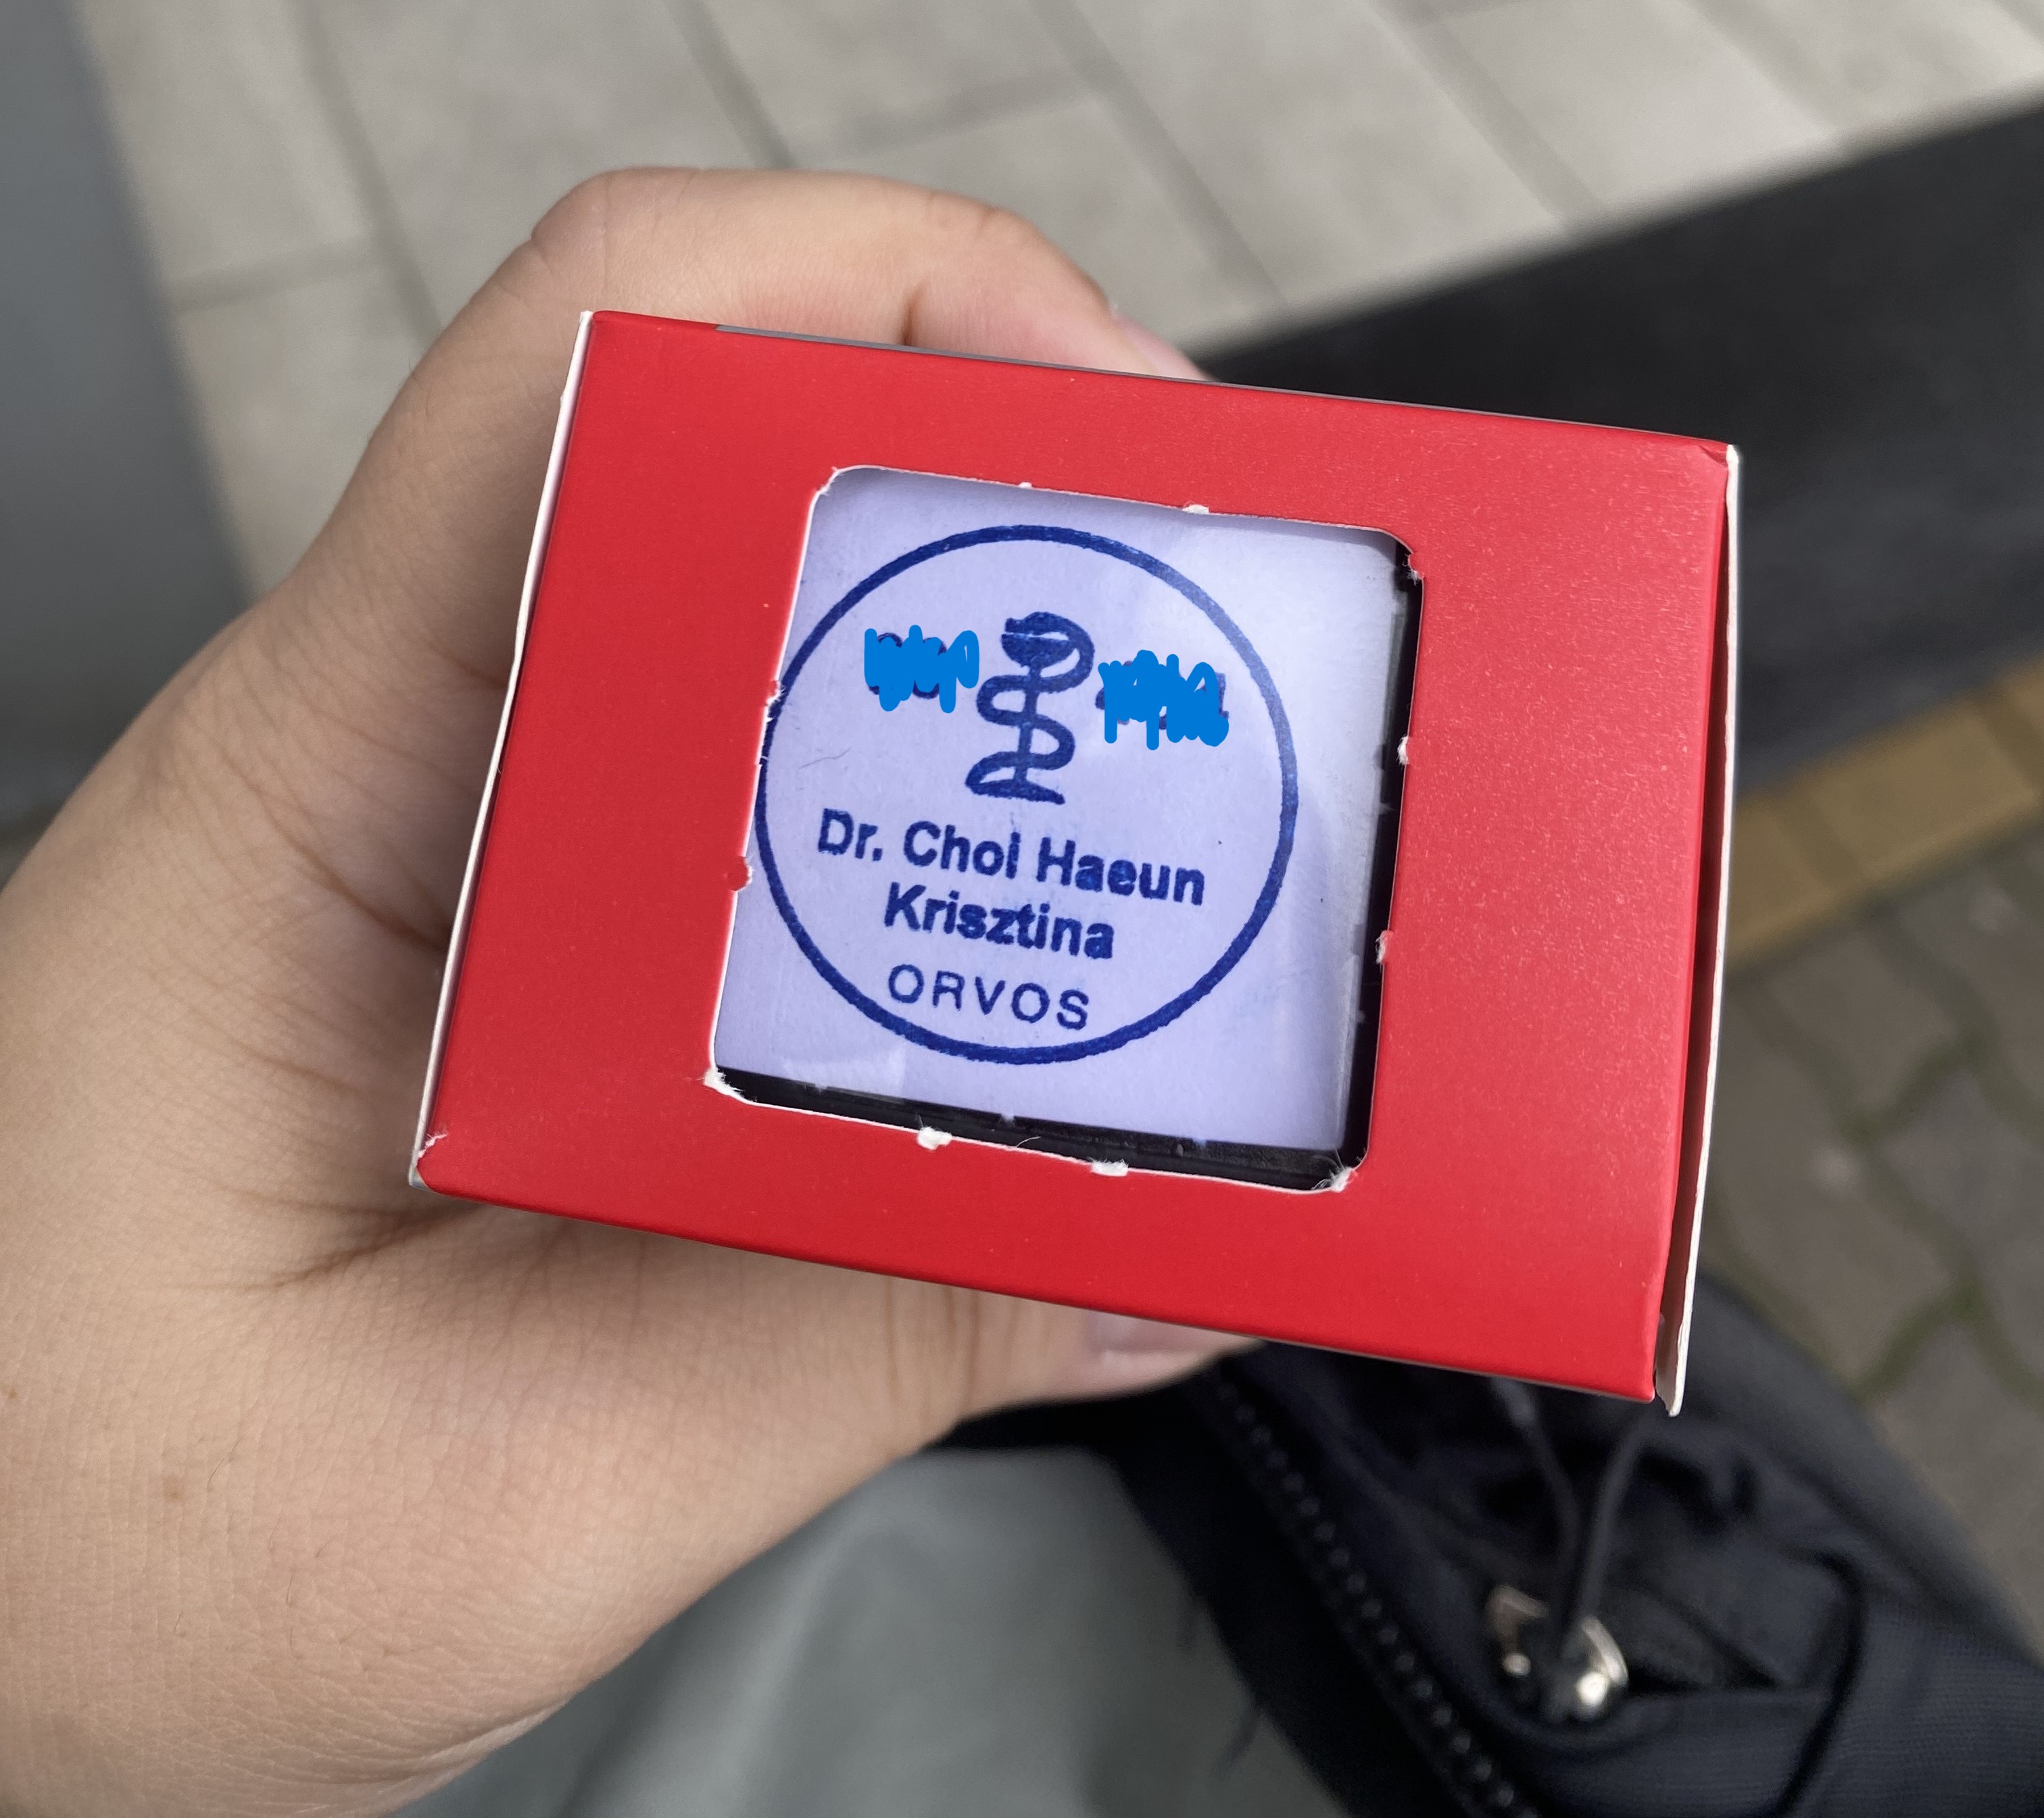 Dr. Choi Haeun
Krisztina
ORVOS